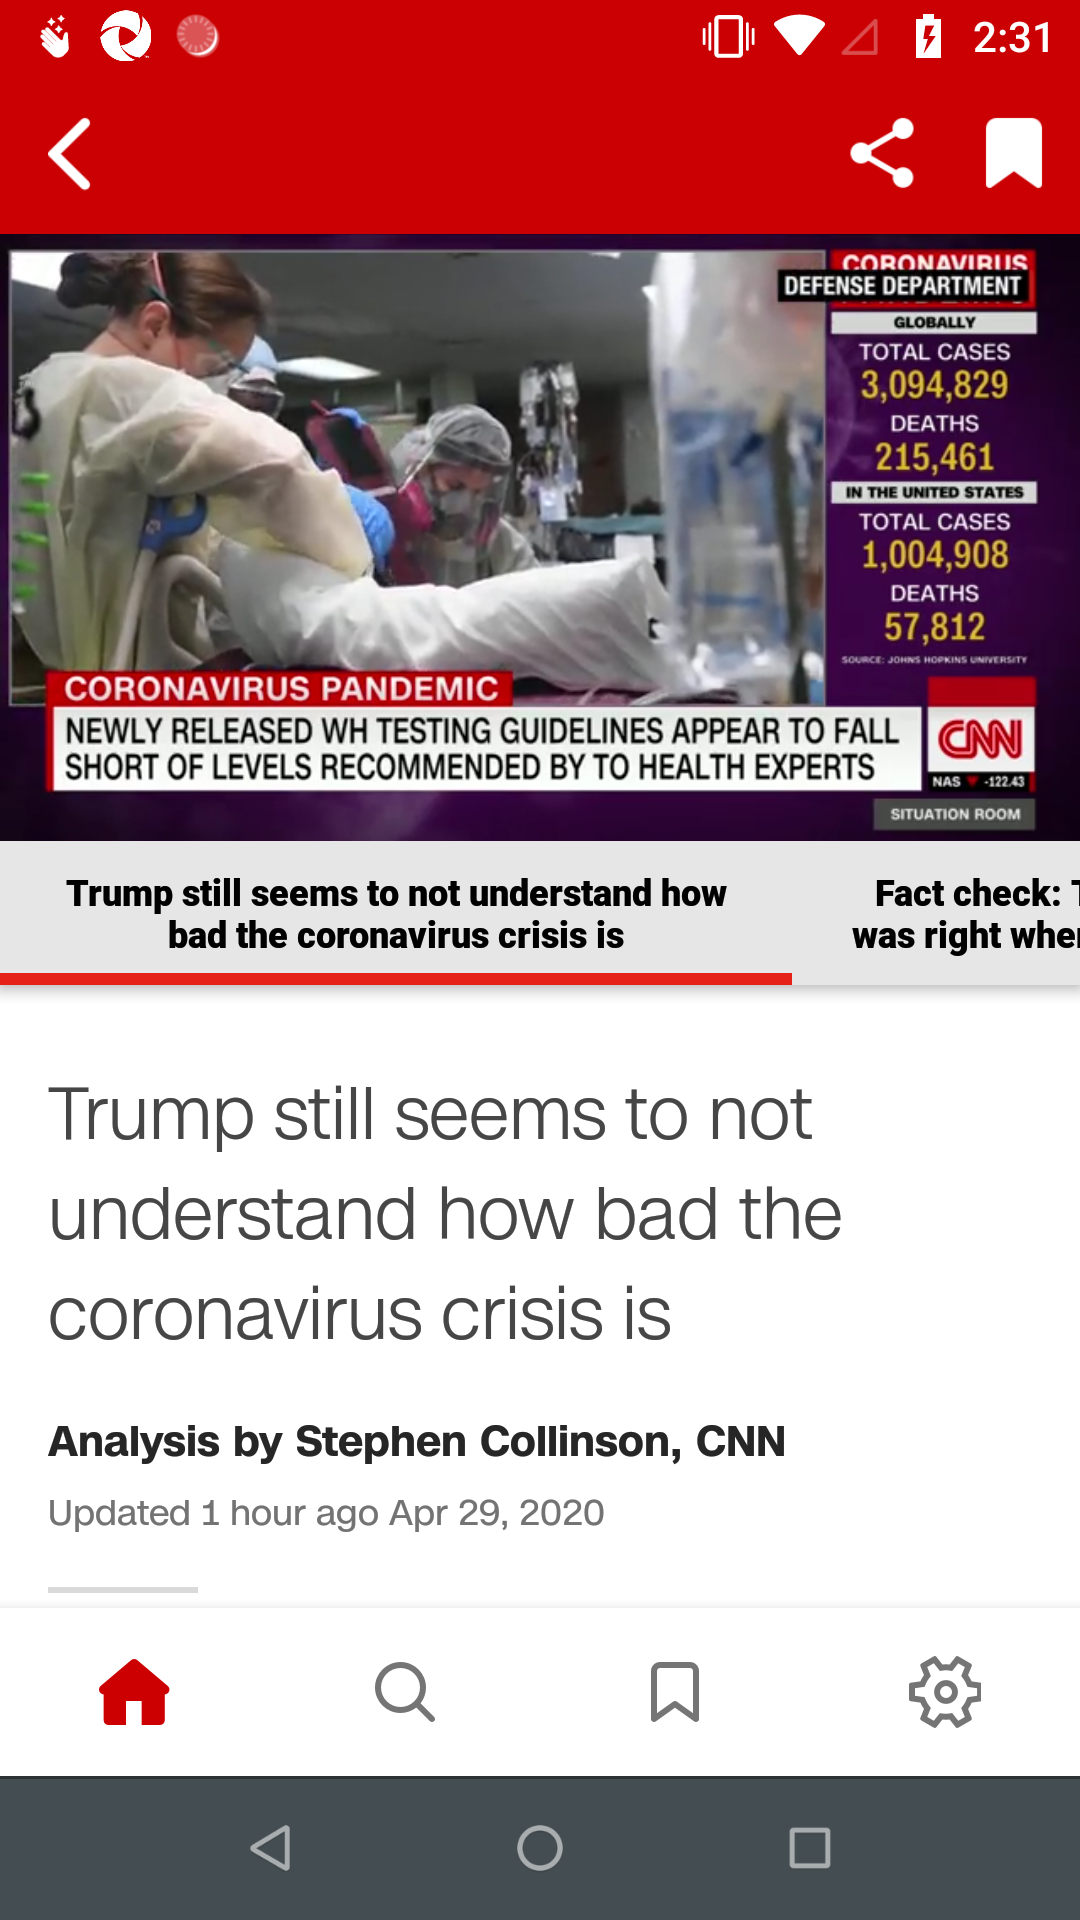 2:31
CORONAVIRUS
DEFENSE DEPARTMENT
GLOBALLY
TOTAL CASES
3,094,829
DEATHS
215,461
IN THE UNITED STATES
TOTAL CASES
1,004,908
DEATHS
57,812
SOURCE: JOHNS HOPKINS UNIVERSITY
CORONAVIRUS PANDEMIC
NEWLY RELEASED WH TESTING GUIDELINES APPEAR TO FALL
SHORT OF LEVELS RECOMMENDED BY TO HEALTH EXPERTS
CNN
NAS -122.43
SITUATION ROOM
Trump still seems to not understand how
bad the coronavirus crisis is
Fact check: T
was right when
Trump still seems to not
understand how bad the
coronavirus crisis is
Analysis by Stephen Collinson, CNN
Updated 1 hour ago Apr 29, 2020